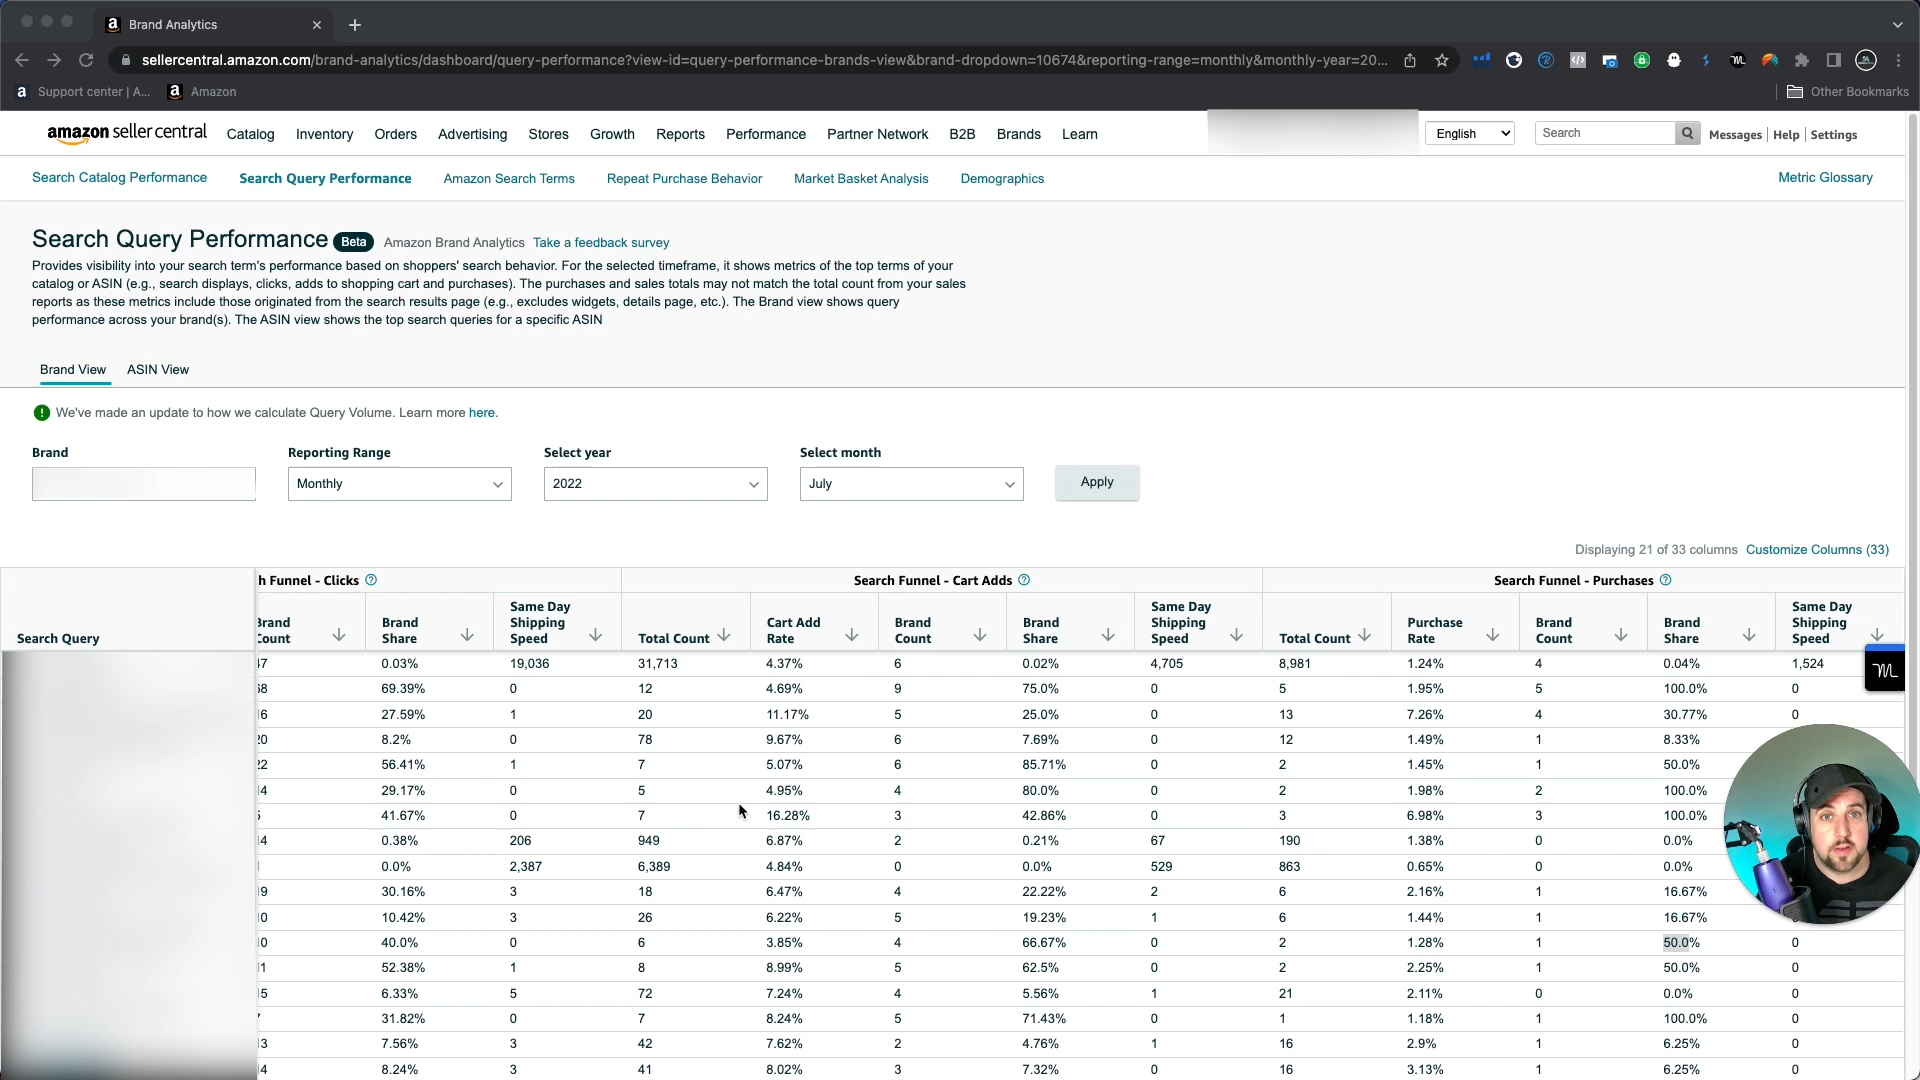 Brand Analytics
sellercentral.amazon.com/brand-analytics/dashboard/query-performance?view-id=query-performance-brands-view&brand-dropdown=10674&reporting-range=monthly&monthly-year=20...
Support center | A... Amazon Other Bookmarks
amazon seller central Catalog Inventory Orders Advertising Stores Growth Reports Performance Partner Network B2B Brands Learn English Search Messages Help Settings
Search Catalog Performance Search Query Performance Amazon Search Terms Repeat Purchase Behavior Market Basket Analysis Demographics Metric Glossary
Search Query Performance Beta Amazon Brand Analytics Take a feedback survey
Provides visibility into your search term's performance based on shoppers' search behavior. For the selected timeframe, it shows metrics of the top terms of your
catalog or ASIN (e.g., search displays, clicks, adds to shopping cart and purchases). The purchases and sales totals may not match the total count from your sales
reports as these metrics include those originated from the search results page (e.g., excludes widgets, details page, etc.). The Brand view shows query
performance across your brand(s). The ASIN view shows the top search queries for a specific ASIN
Brand View ASIN View
We've made an update to how we calculate Query Volume. Learn more here.
Brand Reporting Range Select year Select month
Monthly 2022 July Apply
Displaying 21 of 33 columns Customize Columns (33)
h Funnel - Clicks Search Funnel - Cart Adds Search Funnel - Purchases
Search Query Brand Count Brand Share Same Day Shipping Speed Total Count Cart Add Rate Brand Count Brand Share Same Day Shipping Speed Total Count Purchase Rate Brand Count Brand Share Same Day Shipping Speed
47 0.03% 19,036 31,713 4.37% 6 0.02% 4,705 8,981 1.24% 4 0.04% 1,524
68 69.39% 0 12 4.69% 9 75.0% 0 5 1.95% 5 100.0% 0
16 27.59% 1 20 11.17% 5 25.0% 0 13 7.26% 4 30.77% 0
20 8.2% 0 78 9.67% 6 7.69% 0 12 1.49% 1 8.33%
22 56.41% 1 7 5.07% 6 85.71% 0 2 1.45% 1 50.0%
14 29.17% 0 5 4.95% 4 80.0% 0 2 1.98% 2 100.0%
5 41.67% 0 7 16.28% 3 42.86% 0 3 6.98% 3 100.0%
14 0.38% 206 949 6.87% 2 0.21% 67 190 1.38% 0 0.0%
0.0% 2,387 6,389 4.84% 0 0.0% 529 863 0.65% 0 0.0%
19 30.16% 3 18 6.47% 4 22.22% 2 6 2.16% 1 16.67%
10 10.42% 3 26 6.22% 5 19.23% 1 6 1.44% 1 16.67%
10 40.0% 0 6 3.85% 4 66.67% 0 2 1.28% 1 50.0% 0
11 52.38% 1 8 8.99% 5 62.5% 0 2 2.25% 1 50.0% 0
15 6.33% 5 72 7.24% 4 5.56% 1 21 2.11% 0 0.0% 0
7 31.82% 0 7 8.24% 5 71.43% 0 1 1.18% 1 100.0% 0
13 7.56% 3 42 7.62% 2 4.76% 1 16 2.9% 1 6.25% 0
14 8.24% 3 41 8.02% 3 7.32% 0 16 3.13% 1 6.25% 0